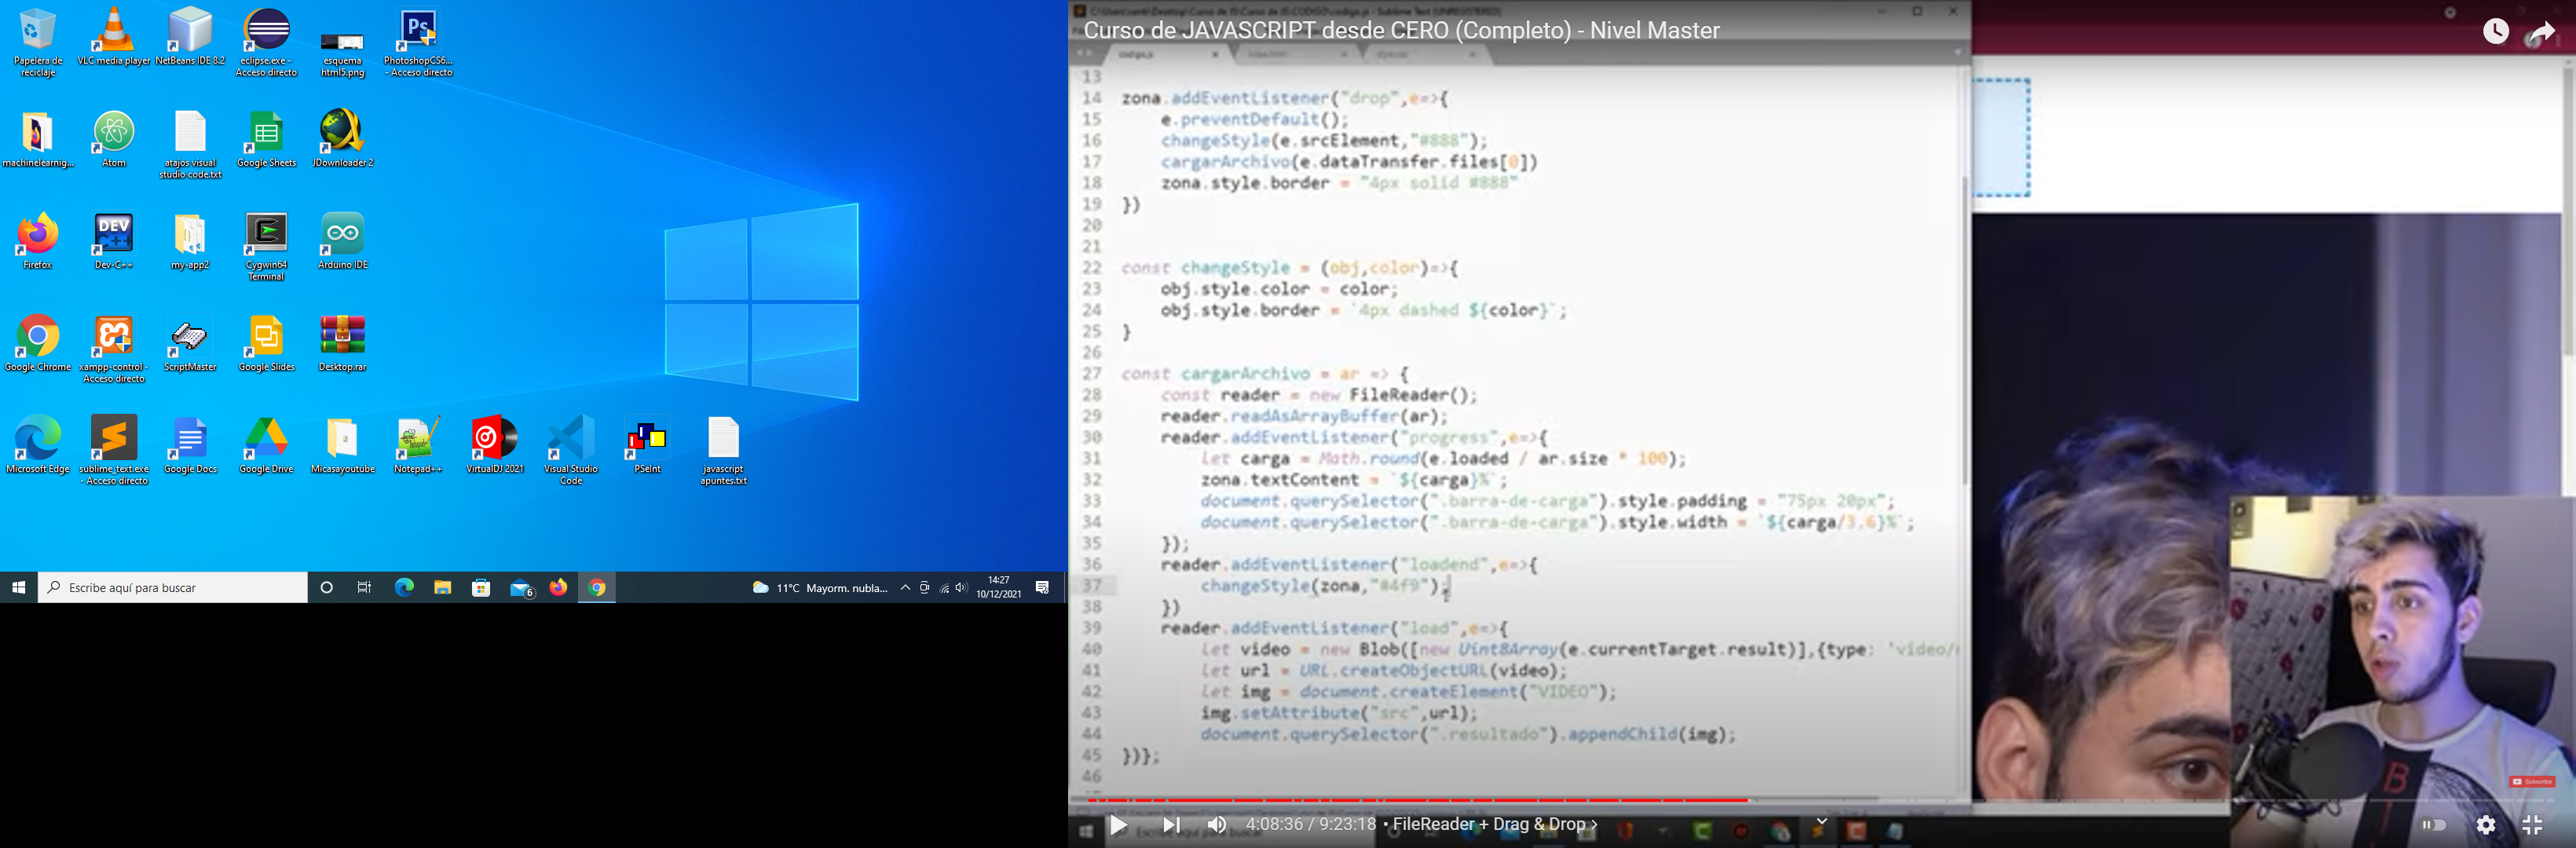 Papelera de reciclaje
VLC media player
NetBeans IDE 8.2
eclipse.exe - Acceso directo
esquema html5.png
PhotoshopCS6... - Acceso directo
machinelearnig...
Atom
atajos visual studio code.txt
Google Sheets
JDownloader 2
Firefox
Dev-C++
my-app2
Cygwin64 Terminal
Arduino IDE
Google Chrome
xampp-control - Acceso directo
ScriptMaster
Google Slides
Desktop.rar
Microsoft Edge
sublime_text.exe - Acceso directo
Google Docs
Google Drive
Micasayoutube
Notepad++
VirtualDJ 2021
Visual Studio Code
PSeInt
javascript apuntes.txt
Escribe aquí para buscar
6
11°C Mayorm. nubla...
14:27
10/12/2021
Curso de JAVASCRIPT desde CERO (Completo) - Nivel Master
codigo.js
13
14 zona.addEventListener("drop",e=>{
15 e.preventDefault();
16 changeStyle(e.srcElement,"#888");
17 cargarArchivo(e.dataTransfer.files[0])
18 zona.style.border = "4px solid #888"
19 })
20
21
22 const changeStyle = (obj,color)=>{
23 obj.style.color = color;
24 obj.style.border = `4px dashed ${color}`;
25 }
26
27 const cargarArchivo = ar => {
28 const reader = new FileReader();
29 reader.readAsArrayBuffer(ar);
30 reader.addEventListener("progress",e=>{
31 let carga = Math.round(e.loaded / ar.size * 100);
32 zona.textContent = `${carga}%`;
33 document.querySelector(".barra-de-carga").style.padding = "75px 20px";
34 document.querySelector(".barra-de-carga").style.width = `${carga/3.6}%`;
35 });
36 reader.addEventListener("loadend",e=>{
37 changeStyle(zona,"#4f9");
38 })
39 reader.addEventListener("load",e=>{
40 let video = new Blob([new Uint8Array(e.currentTarget.result)],{type: 'video/
41 let url = URL.createObjectURL(video);
42 let img = document.createElement("VIDEO");
43 img.setAttribute("src",url);
44 document.querySelector(".resultado").appendChild(img);
45 })};
46
4:08:36 / 9:23:18 • FileReader + Drag & Drop ›
Subscribe